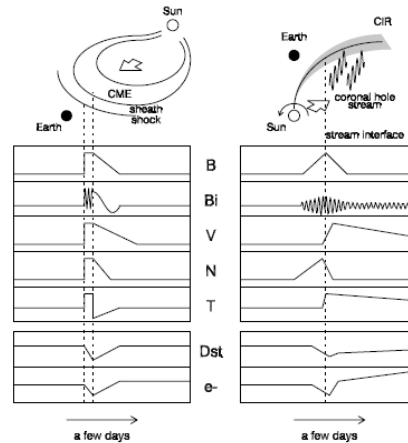 Sun
CME
sheath
shock
Earth
CIR
Earth
coronal hole
stream
Sun
stream interface
B
Bi
V
N
T
Dst
e-
a few days
a few days